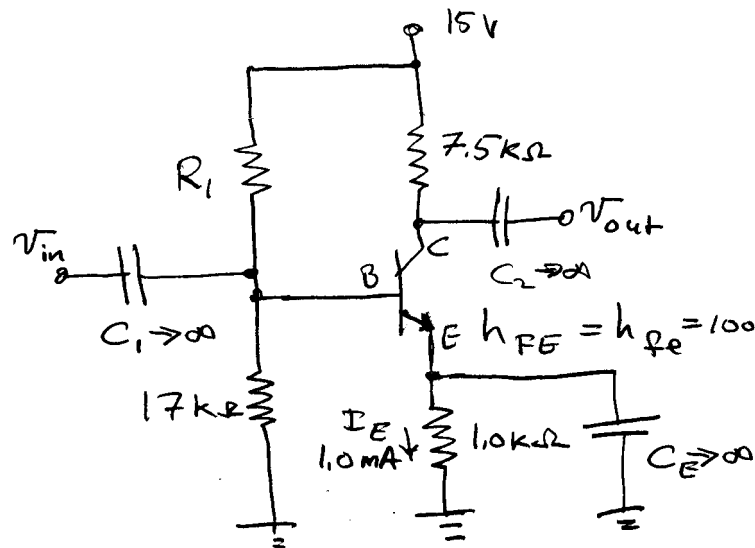 15V
R₁
7.5kΩ
Vin
Vout
B
C
C₁→∞
C₂→∞
E hFE = hfe = 100
17kΩ
IE
1.0mA
1.0kΩ
CE→∞